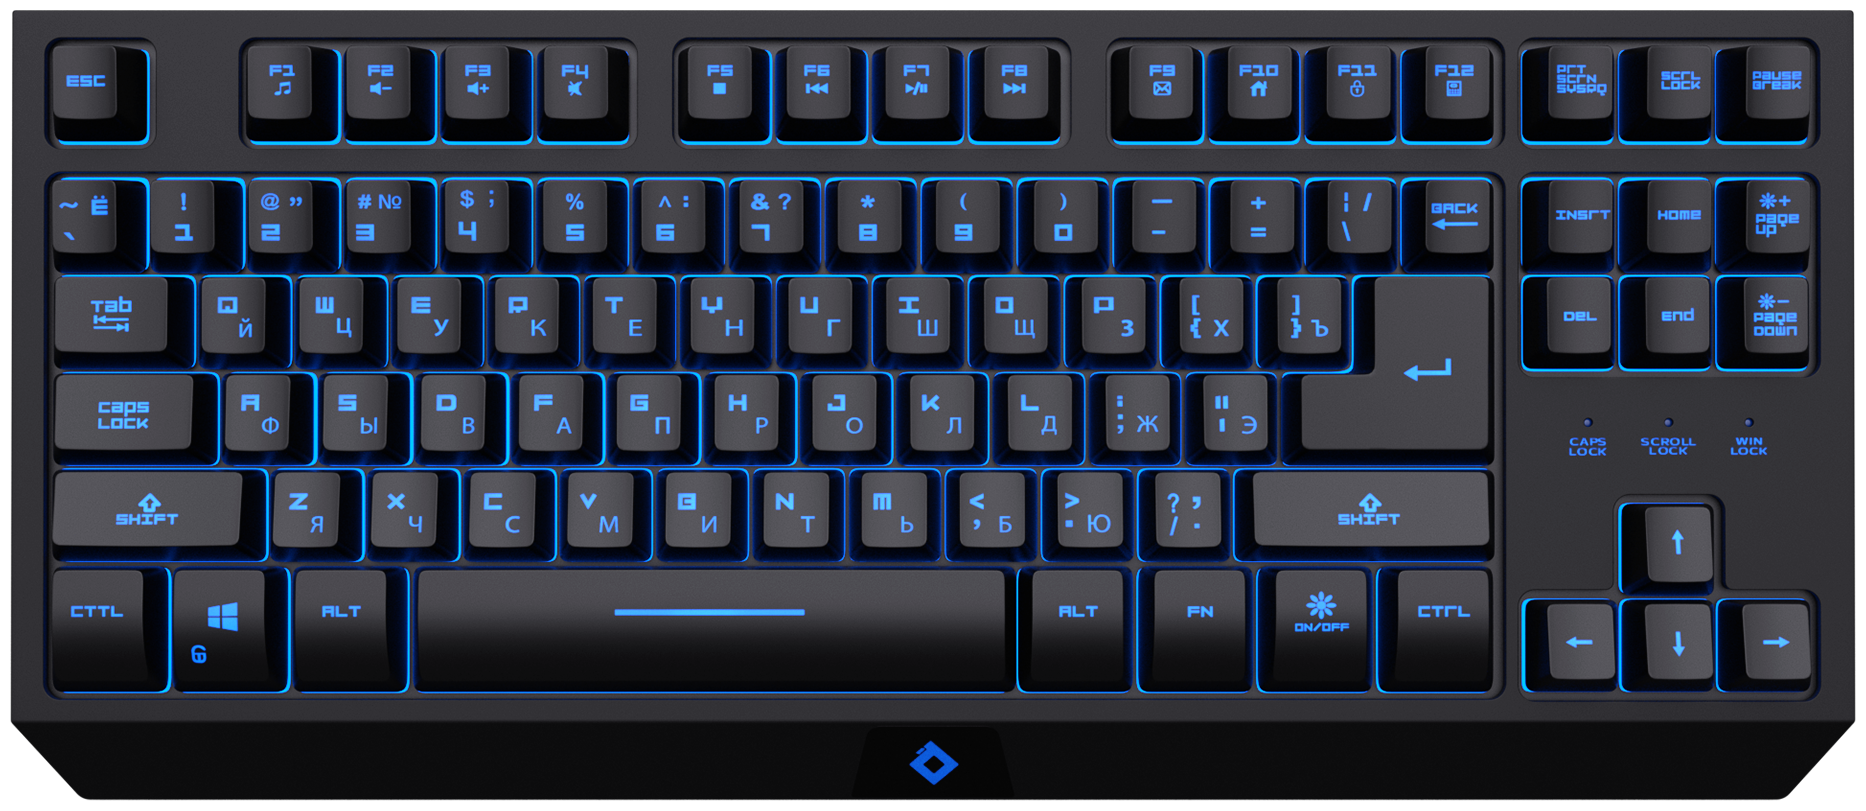 ESC F1 F2 F3 F4 F5 F6 F7 F8 F9 F10 F11 F12 PRT SCRN SYSRQ SCRL LOCK PAUSE BREAK
~ Ё ` ! 1 @ " 2 # № 3 $ ; 4 % 5 ^ : 6 & ? 7 * 8 ( 9 ) 0 — - + = ¦ / \ BACK INSRT HOME + PAGE UP
Tab Q Й W Ц E У R К T Е Y Н U Г I Ш O Щ P З [ { Х ] } Ъ DEL END - PAGE DOWN
CAPS LOCK A Ф S Ы D В F А G П H Р J О K Л L Д : ; Ж " ' Э
CAPS LOCK SCROLL LOCK WIN LOCK
SHIFT Z Я X Ч C С V М B И N Т M Ь < , Б > . Ю ? , / . SHIFT
CTTL ALT ALT FN ON/OFF CTRL